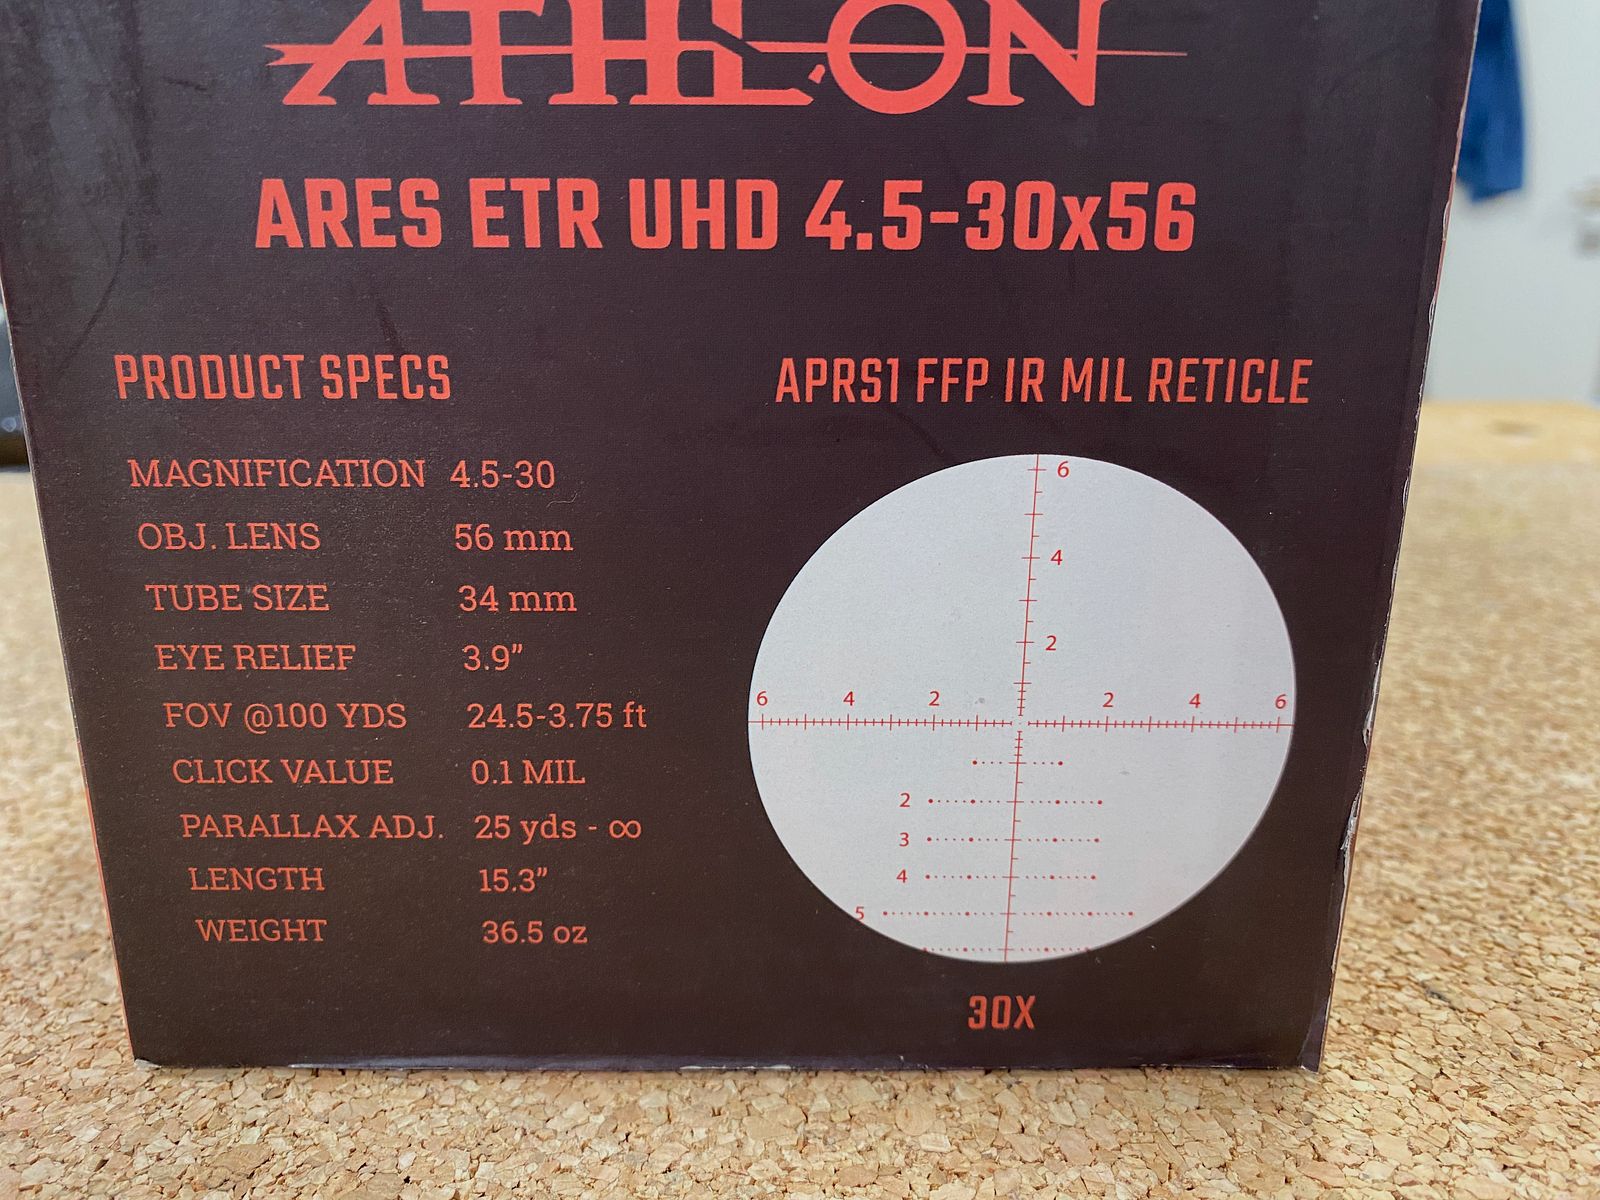 ATHLON
ARES ETR UHD 4.5-30x56
PRODUCT SPECS
MAGNIFICATION 4.5-30
OBJ. LENS 56 mm
TUBE SIZE 34 mm
EYE RELIEF 3.9"
FOV @100 YDS 24.5-3.75 ft
CLICK VALUE 0.1 MIL
PARALLAX ADJ. 25 yds - ∞
LENGTH 15.3"
WEIGHT 36.5 oz
APRS1 FFP IR MIL RETICLE
6
4
2
6 4 2 2 4 6
2
3
4
5
30X